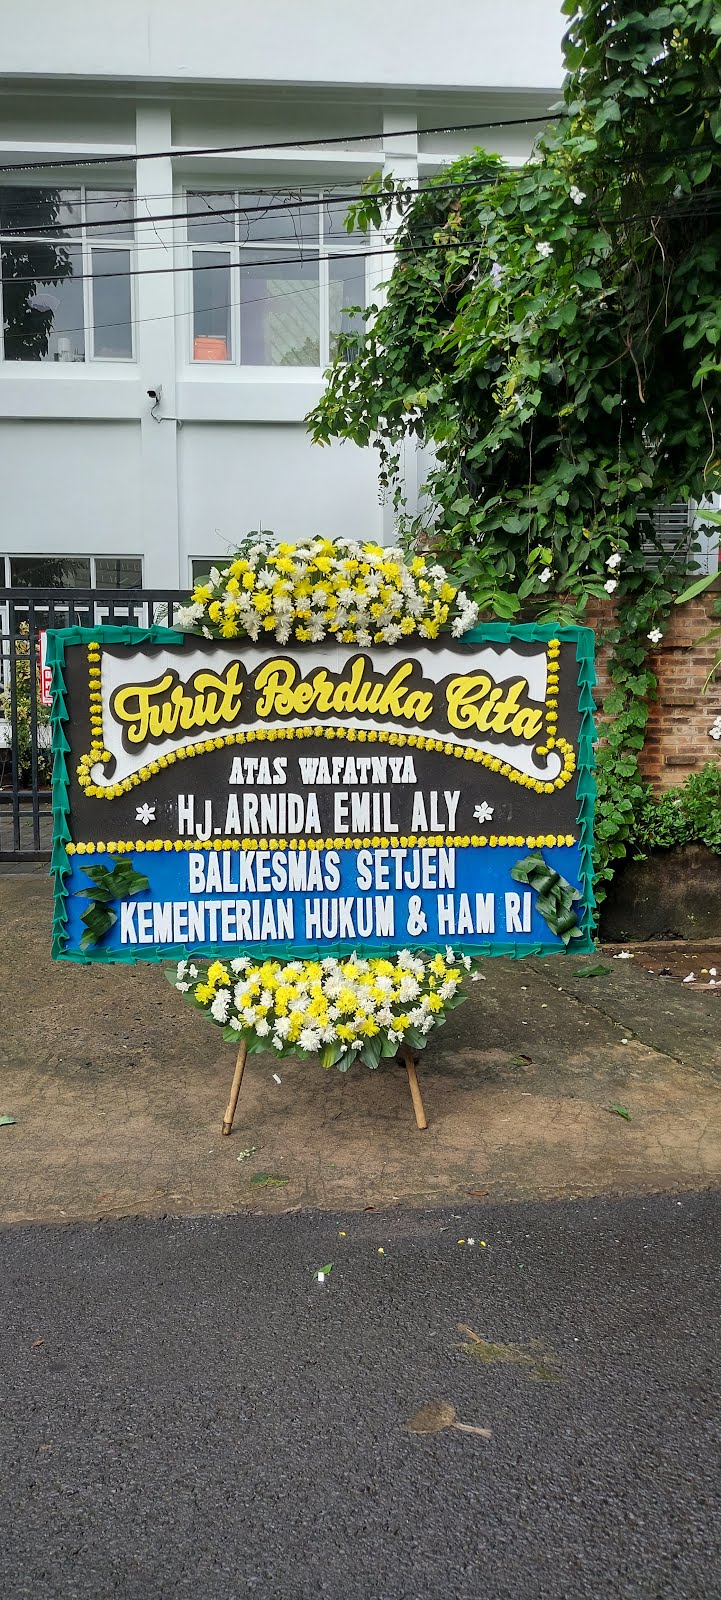 Turut Berduka Cita
ATAS WAFATNYA
HJ. ARNIDA EMIL ALY
BALKESMAS SETJEN
KEMENTERIAN HUKUM & HAM RI